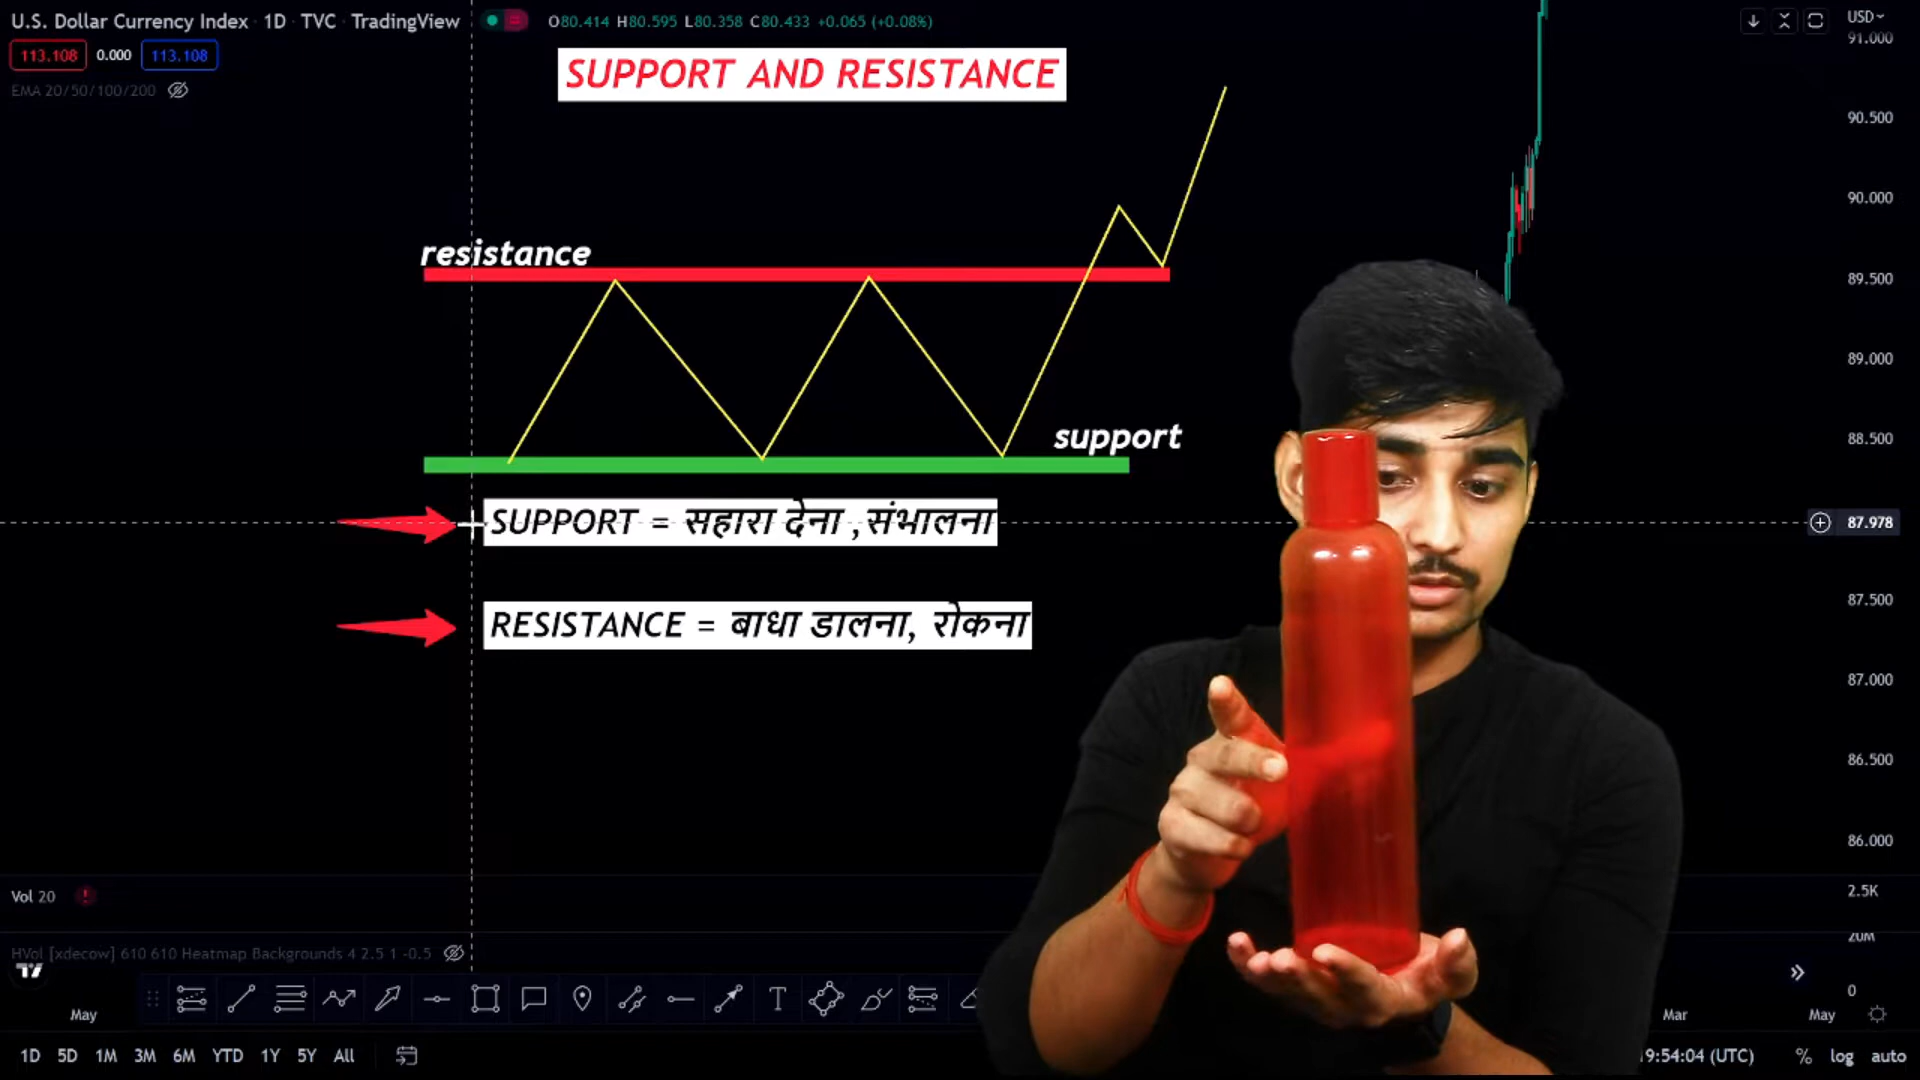 U.S. Dollar Currency Index · 1D · TVC · TradingView
O80.414 H80.595 L80.358 C80.433 +0.065 (+0.08%)
USD
113.108 0.000 113.108
EMA 20/50/100/200
SUPPORT AND RESISTANCE
91.000
90.500
90.000
resistance
89.500
89.000
support
88.500
SUPPORT = सहारा देना ,संभालना
87.978
RESISTANCE = बाधा डालना, रोकना
87.500
87.000
86.500
86.000
Vol 20
2.5K
HVol [xdecow] 610 610 Heatmap Backgrounds 4 2.5 1 -0.5
20M
0
May
Mar
May
1D 5D 1M 3M 6M YTD 1Y 5Y All
9:54:04 (UTC) % log auto